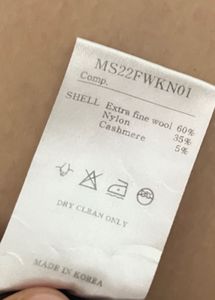 MS22FWKN01
Comp.
SHELL Extra fine wool 60%
Nylon 35%
Cashmere 5%
DRY CLEAN ONLY
MADE IN KOREA